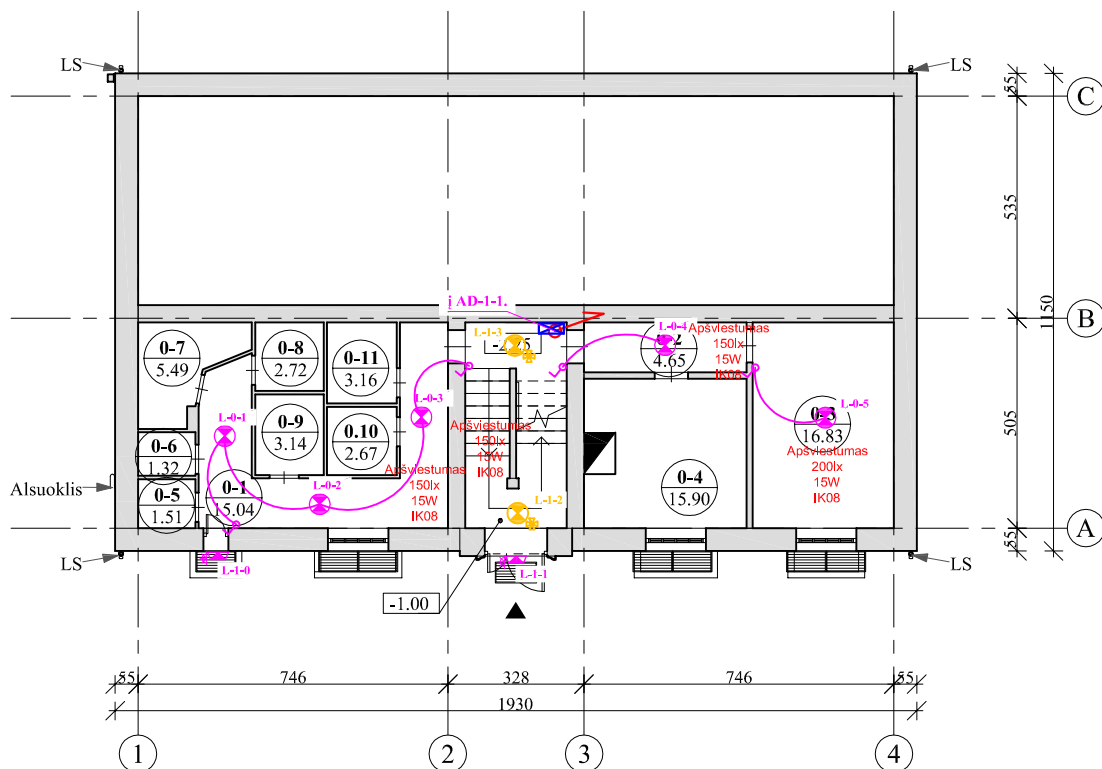 LS
LS
C
55
535
1150
į AD-1-1.
B
L-1-3
-2.75
L-0-4
Apšviestumas
150lx
15W
IK08
4.65
0-7
5.49
0-8
2.72
0-11
3.16
L-0-3
L-0-1
0-9
3.14
0.10
2.67
Apšviestumas
150lx
15W
IK08
L-0-5
0-3
16.83
Apšviestumas
200lx
15W
IK08
505
0-6
1.32
Alsuoklis
0-5
1.51
0-1
15.04
L-0-2
Apšviestumas
150lx
15W
IK08
0-4
15.90
L-1-2
A
55
LS
L-1-0
L-1-1
LS
-1.00
55
746
328
746
55
1930
1
2
3
4